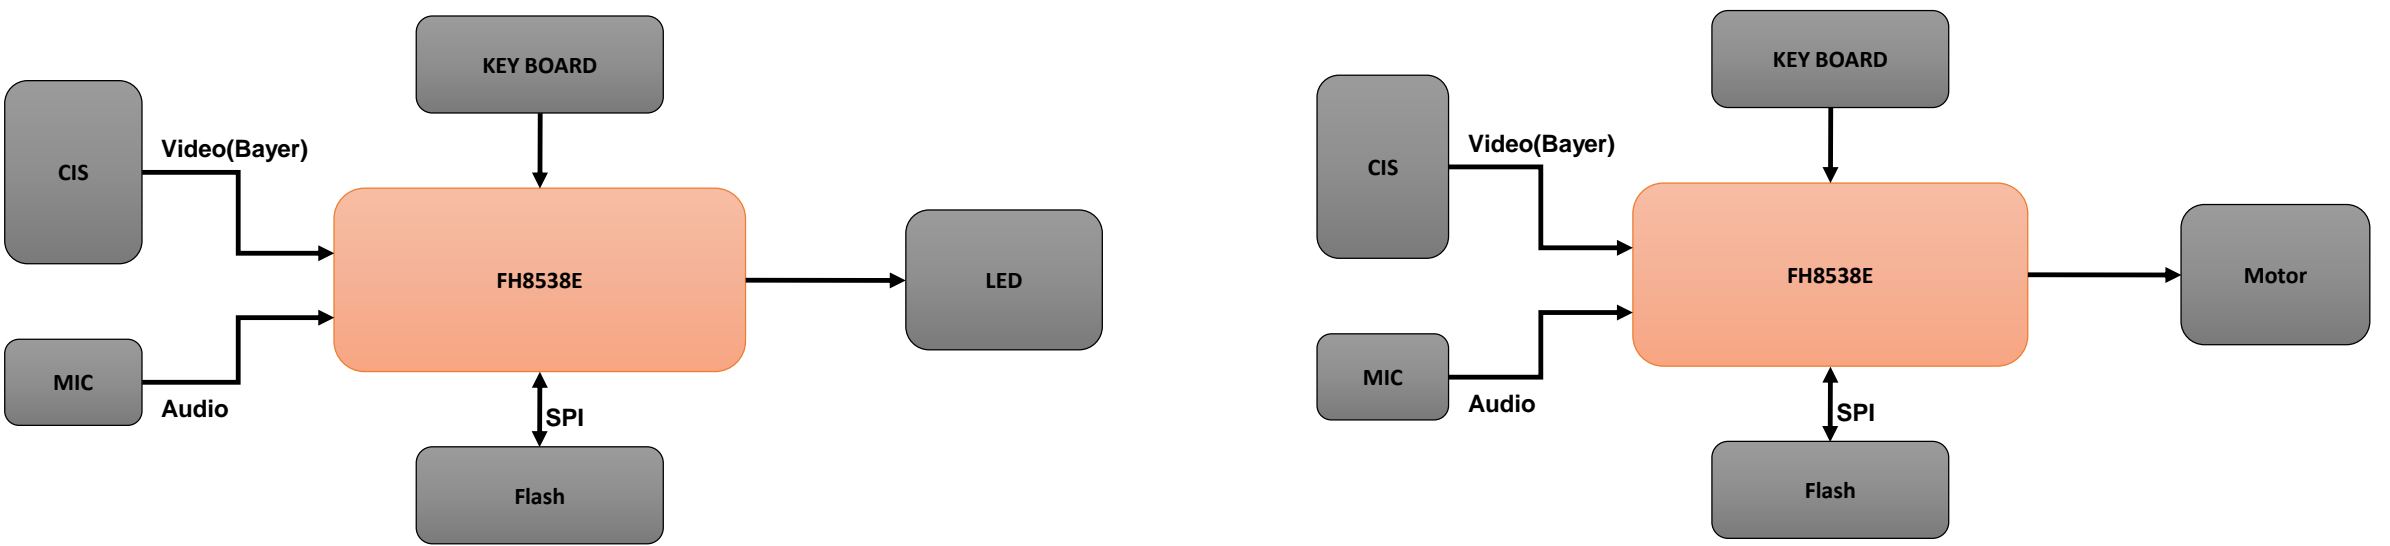 KEY BOARD
CIS
Video(Bayer)
FH8538E
LED
MIC
Audio
SPI
Flash
KEY BOARD
CIS
Video(Bayer)
FH8538E
Motor
MIC
Audio
SPI
Flash